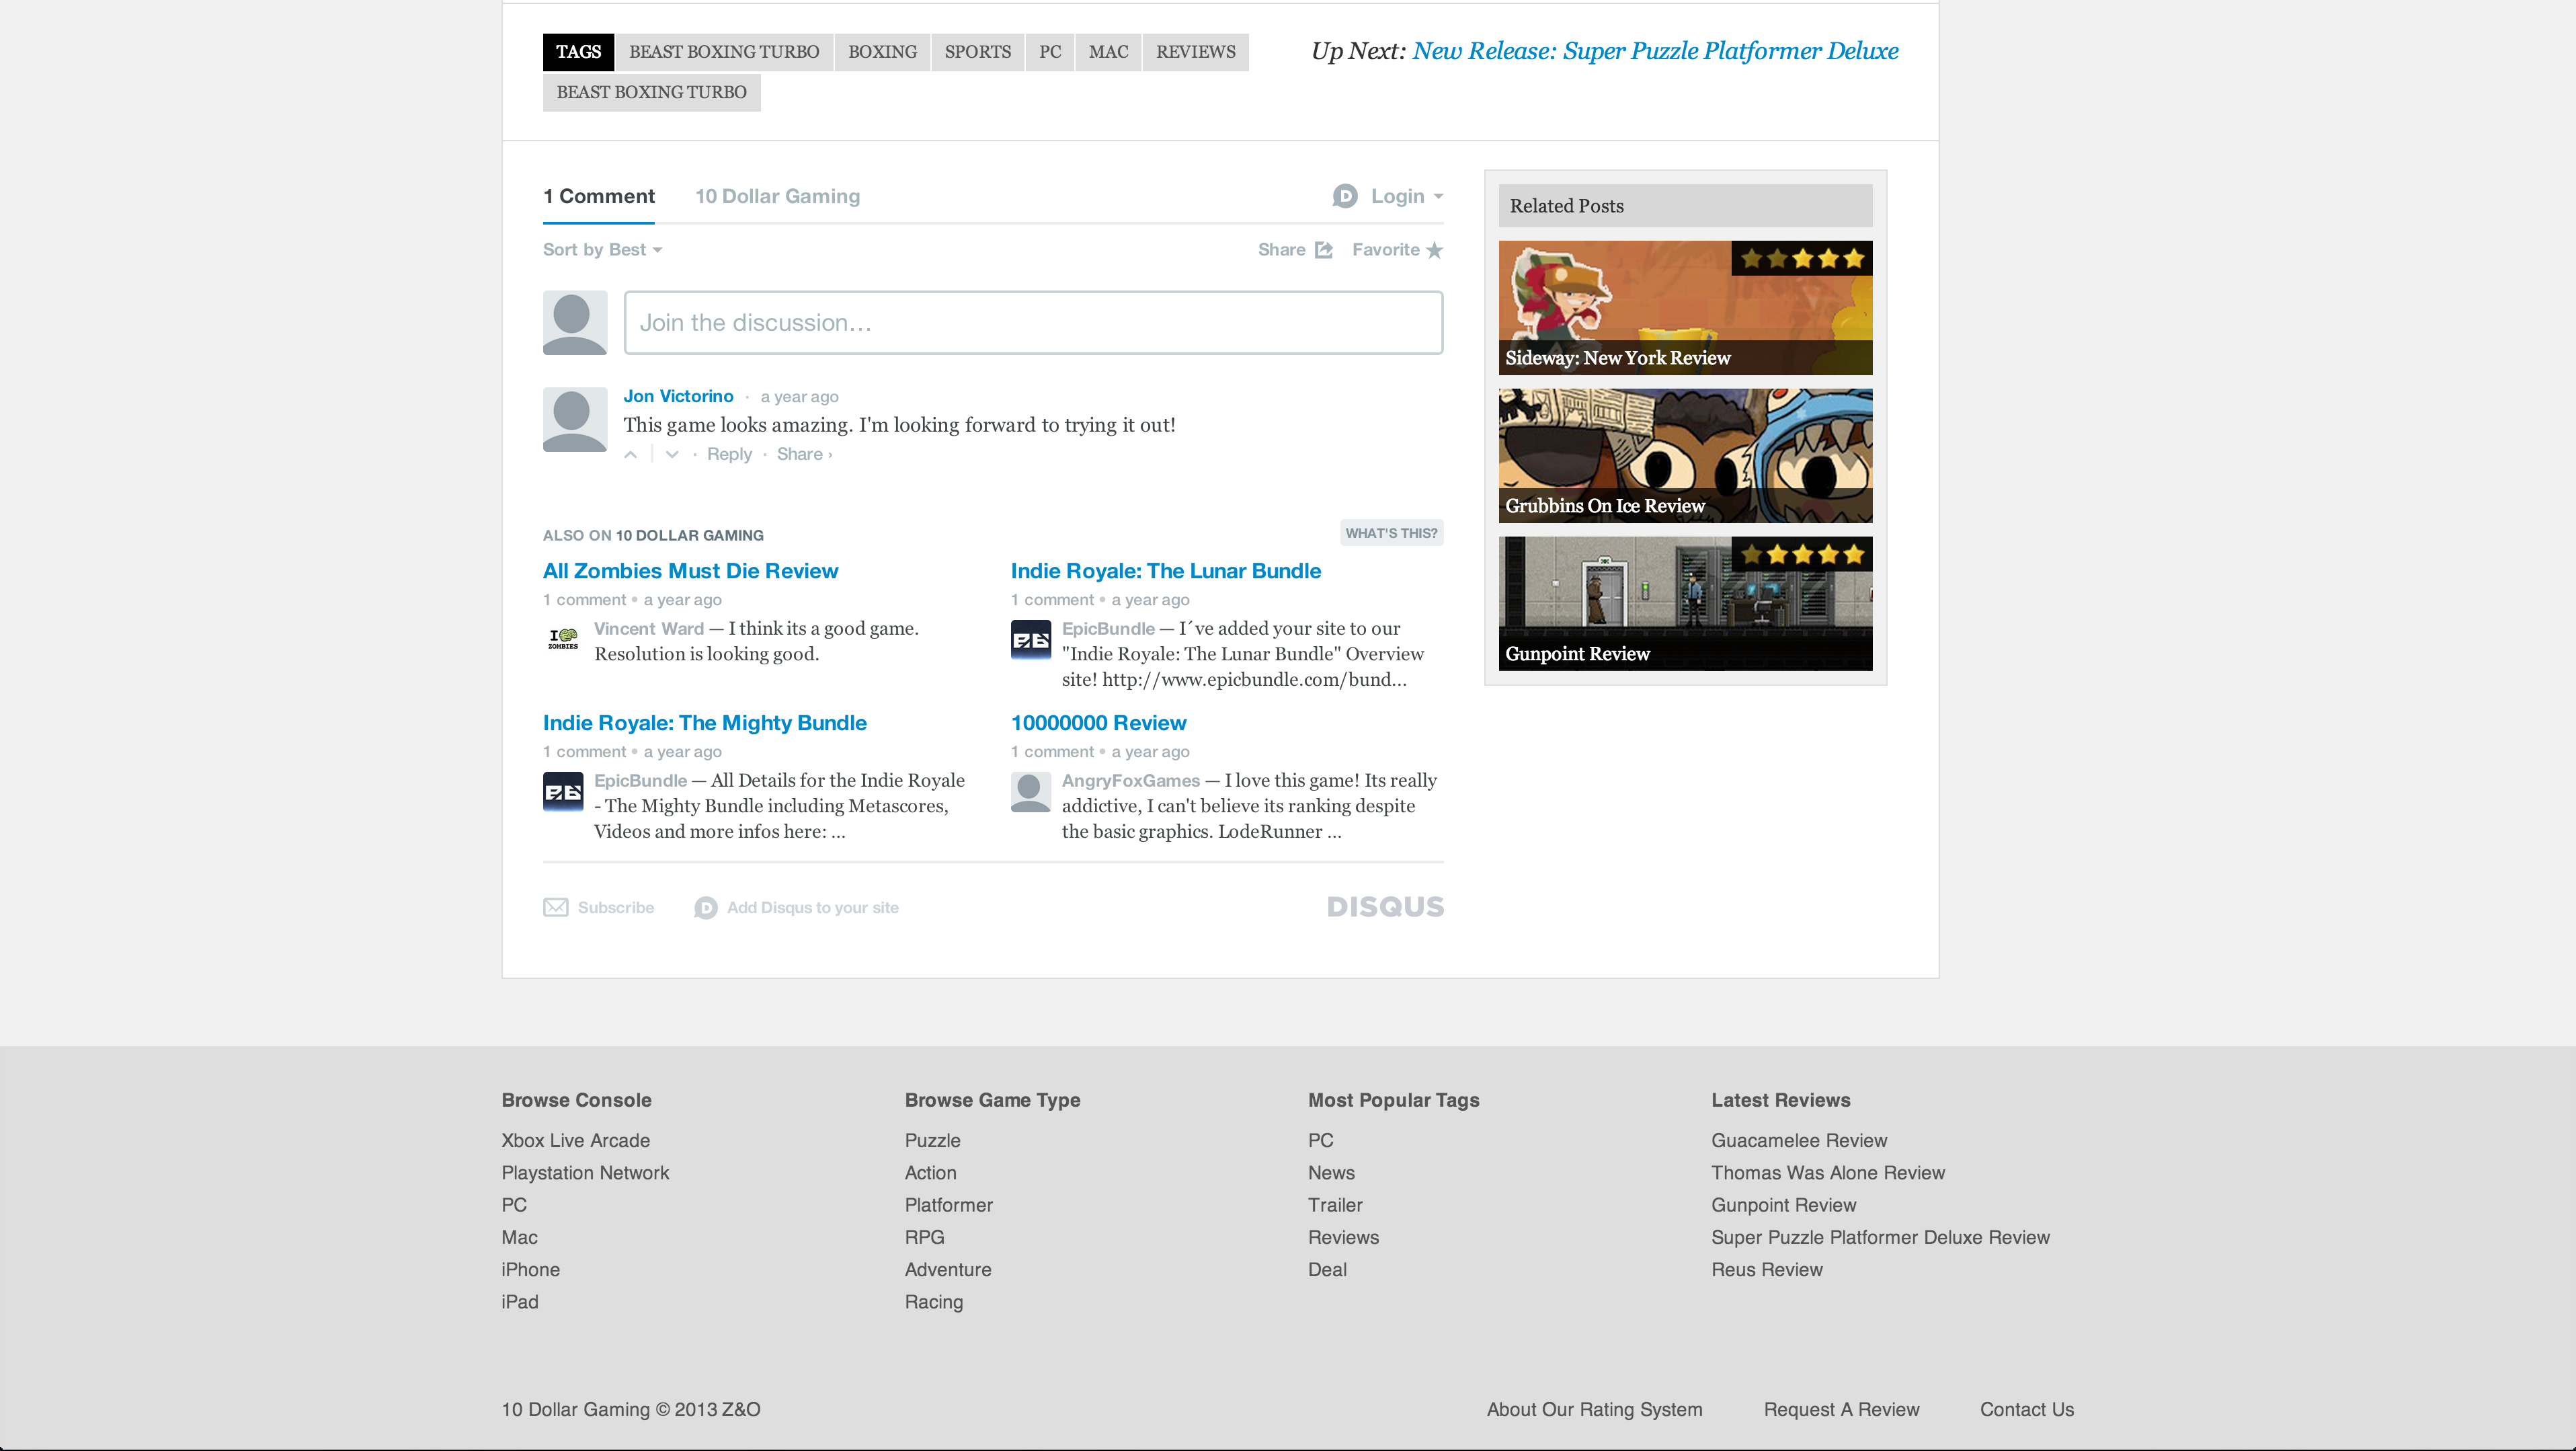 TAGS BEAST BOXING TURBO BOXING SPORTS PC MAC REVIEWS
BEAST BOXING TURBO
Up Next: New Release: Super Puzzle Platformer Deluxe
1 Comment 10 Dollar Gaming Login
Sort by Best Share Favorite
Join the discussion...
Jon Victorino · a year ago
This game looks amazing. I'm looking forward to trying it out!
· Reply · Share ›
ALSO ON 10 DOLLAR GAMING WHAT'S THIS?
All Zombies Must Die Review
1 comment • a year ago
I ZOMBIES
Vincent Ward — I think its a good game.
Resolution is looking good.
Indie Royale: The Lunar Bundle
1 comment • a year ago
EpicBundle — I´ve added your site to our
"Indie Royale: The Lunar Bundle" Overview
site! http://www.epicbundle.com/bund...
Indie Royale: The Mighty Bundle
1 comment • a year ago
EpicBundle — All Details for the Indie Royale
- The Mighty Bundle including Metascores,
Videos and more infos here: ...
10000000 Review
1 comment • a year ago
AngryFoxGames — I love this game! Its really
addictive, I can't believe its ranking despite
the basic graphics. LodeRunner ...
Subscribe Add Disqus to your site DISQUS
Related Posts
Sideway: New York Review
Grubbins On Ice Review
Gunpoint Review
Browse Console
Xbox Live Arcade
Playstation Network
PC
Mac
iPhone
iPad
Browse Game Type
Puzzle
Action
Platformer
RPG
Adventure
Racing
Most Popular Tags
PC
News
Trailer
Reviews
Deal
Latest Reviews
Guacamelee Review
Thomas Was Alone Review
Gunpoint Review
Super Puzzle Platformer Deluxe Review
Reus Review
10 Dollar Gaming © 2013 Z&O
About Our Rating System Request A Review Contact Us